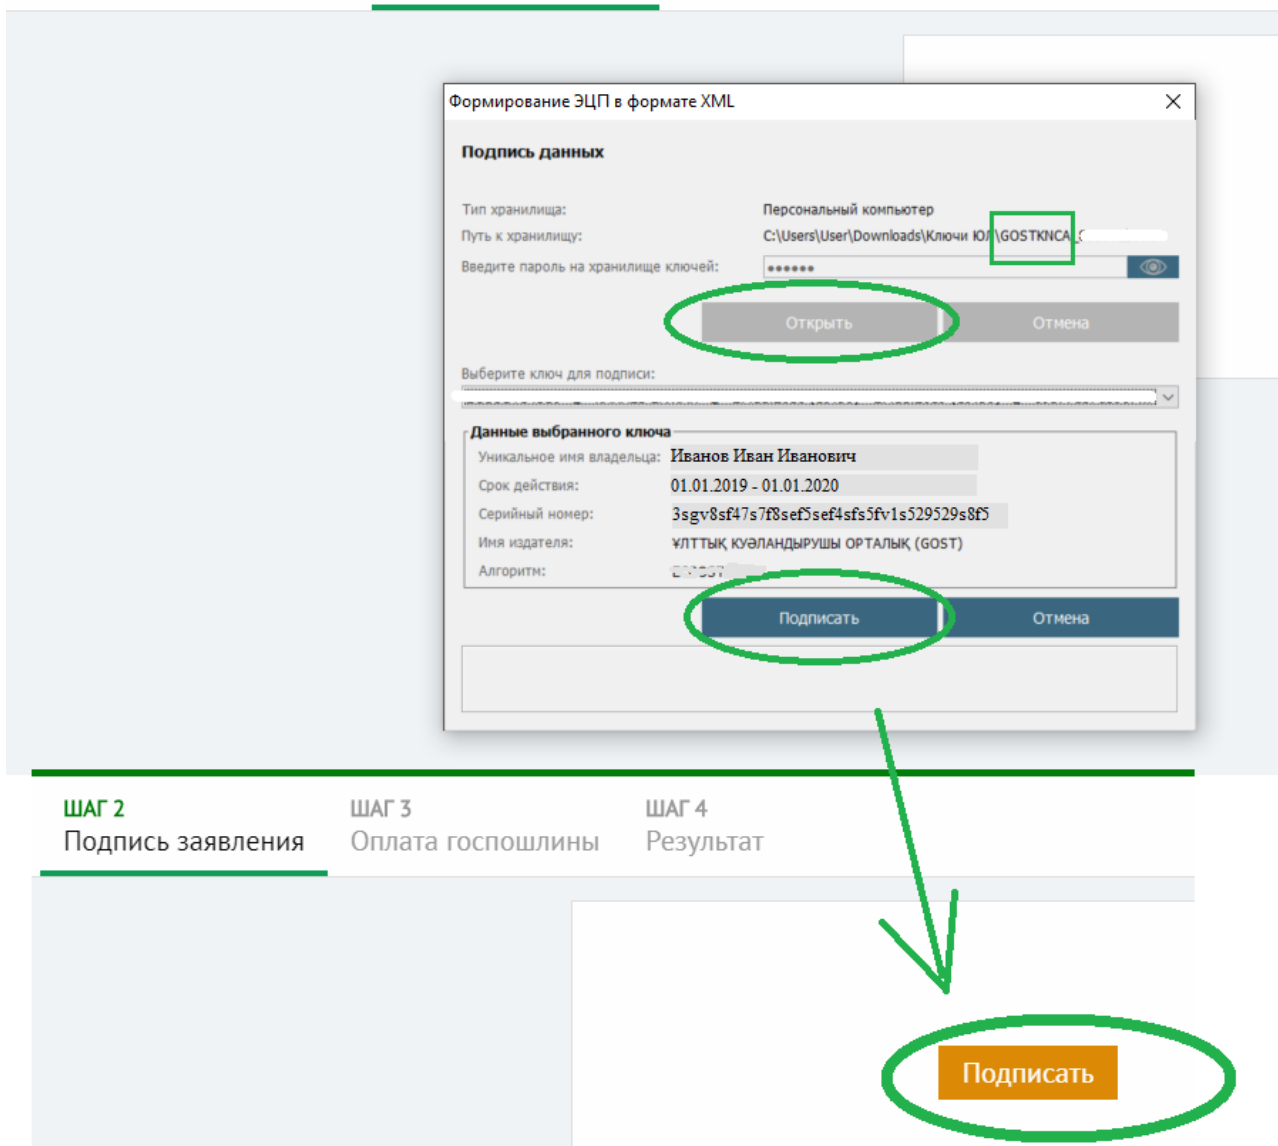 Формирование ЭЦП в формате XML
Подпись данных
Тип хранилища: Персональный компьютер
Путь к хранилищу: C:\Users\User\Downloads\Ключи ЮЛ\GOSTKNCA_
Введите пароль на хранилище ключей: ••••••
Открыть Отмена
Выберите ключ для подписи:
Данные выбранного ключа
Уникальное имя владельца: Иванов Иван Иванович
Срок действия: 01.01.2019 - 01.01.2020
Серийный номер: 3sgv8sf47s7f8sef5sef4sfs5fv1s529529s8f5
Имя издателя: ҰЛТТЫҚ КУӘЛАНДЫРУШЫ ОРТАЛЫҚ (GOST)
Алгоритм:
Подписать Отмена
ШАГ 2 ШАГ 3 ШАГ 4
Подпись заявления Оплата госпошлины Результат
Подписать